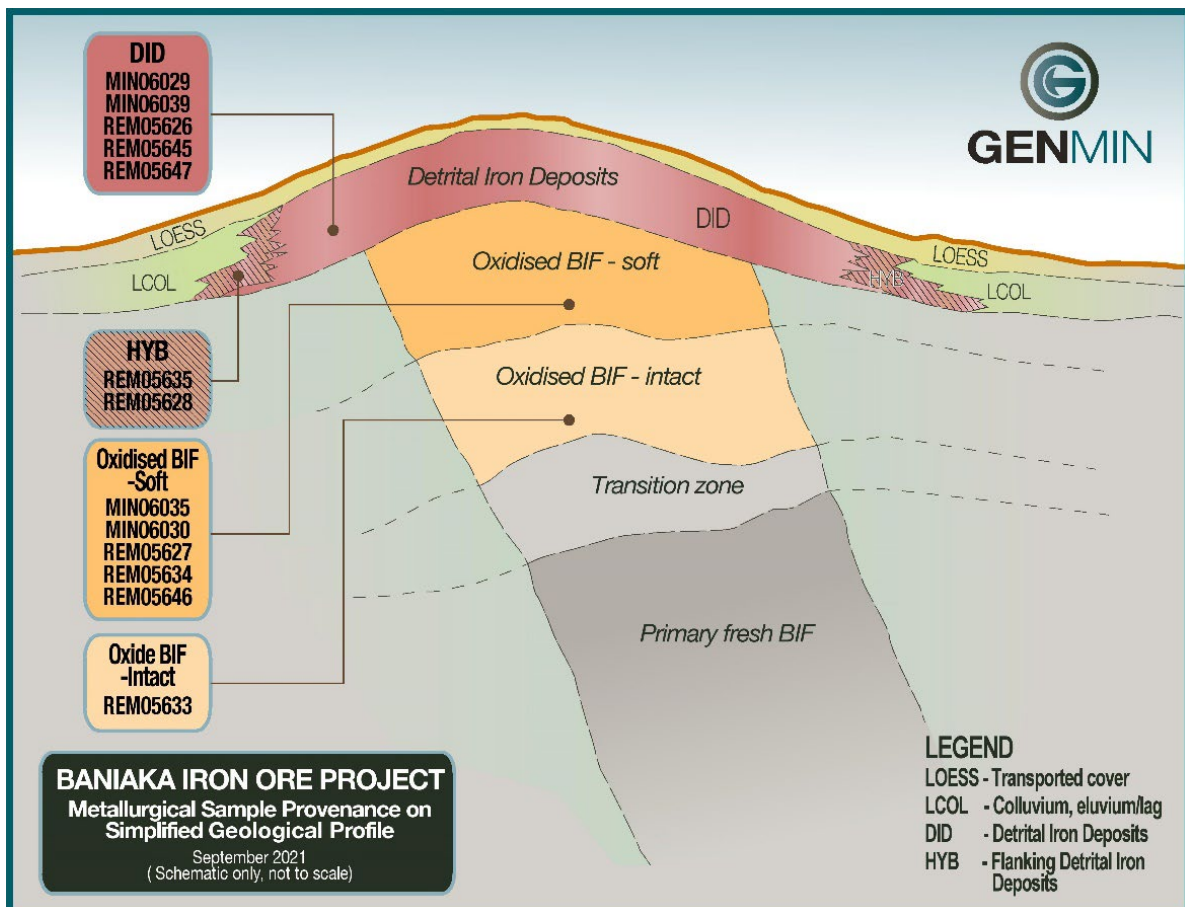 DID
MIN06029
MIN06039
REM05626
REM05645
REM05647
GENMIN
Detrital Iron Deposits
DID
LOESS
LCOL
Oxidised BIF - soft
HYB
LOESS
LCOL
HYB
REM05635
REM05628
Oxidised BIF - intact
Oxidised BIF
-Soft
MIN06035
MIN06030
REM05627
REM05634
REM05646
Transition zone
Primary fresh BIF
Oxide BIF
-Intact
REM05633
BANIAKA IRON ORE PROJECT
Metallurgical Sample Provenance on
Simplified Geological Profile
September 2021
( Schematic only, not to scale)
LEGEND
LOESS - Transported cover
LCOL - Colluvium, eluvium/lag
DID - Detrital Iron Deposits
HYB - Flanking Detrital Iron
Deposits